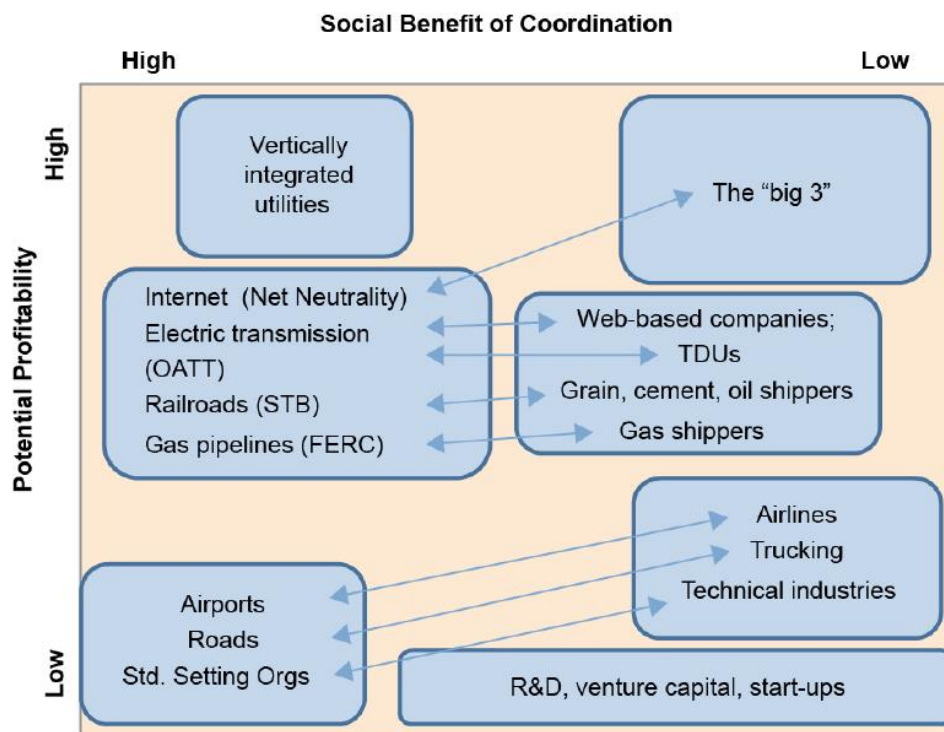 Social Benefit of Coordination
High
Low
Potential Profitability
High
Low
Vertically
integrated
utilities
The “big 3”
Internet (Net Neutrality)
Electric transmission
(OATT)
Railroads (STB)
Gas pipelines (FERC)
Web-based companies;
TDUs
Grain, cement, oil shippers
Gas shippers
Airlines
Trucking
Technical industries
Airports
Roads
Std. Setting Orgs
R&D, venture capital, start-ups